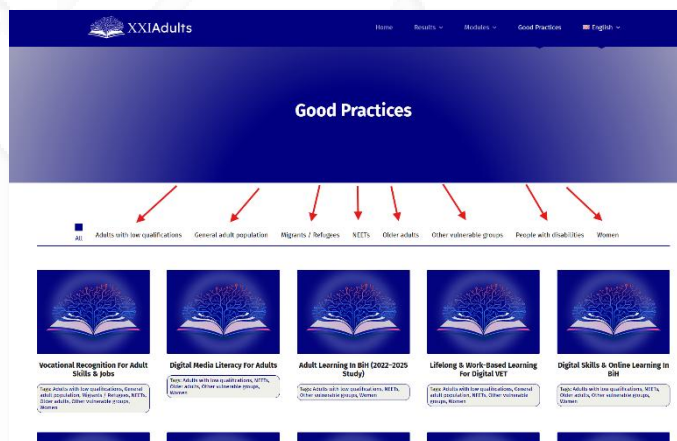 XXIAdults
Home Results Modules Good Practices English
Good Practices
All Adults with low qualifications General adult population Migrants / Refugees NEETs Older adults Other vulnerable groups People with disabilities Women
Vocational Recognition For Adult
Skills & Jobs
Tags: Adults with low qualifications, General
adult population, Migrants / Refugees, NEETs,
Older adults, Other vulnerable groups,
Women
Digital Media Literacy For Adults
Tags: Adults with low qualifications, NEETs,
Older adults, Other vulnerable groups,
Women
Adult Learning In BiH (2022-2025
Study)
Tags: Adults with low qualifications, NEETs,
Other vulnerable groups, Women
Lifelong & Work-Based Learning
For Digital VET
Tags: Adults with low qualifications, General
adult population, NEETs, Other vulnerable
groups, Women
Digital Skills & Online Learning In
BiH
Tags: Adults with low qualifications, NEETs,
Older adults, Other vulnerable groups,
Women